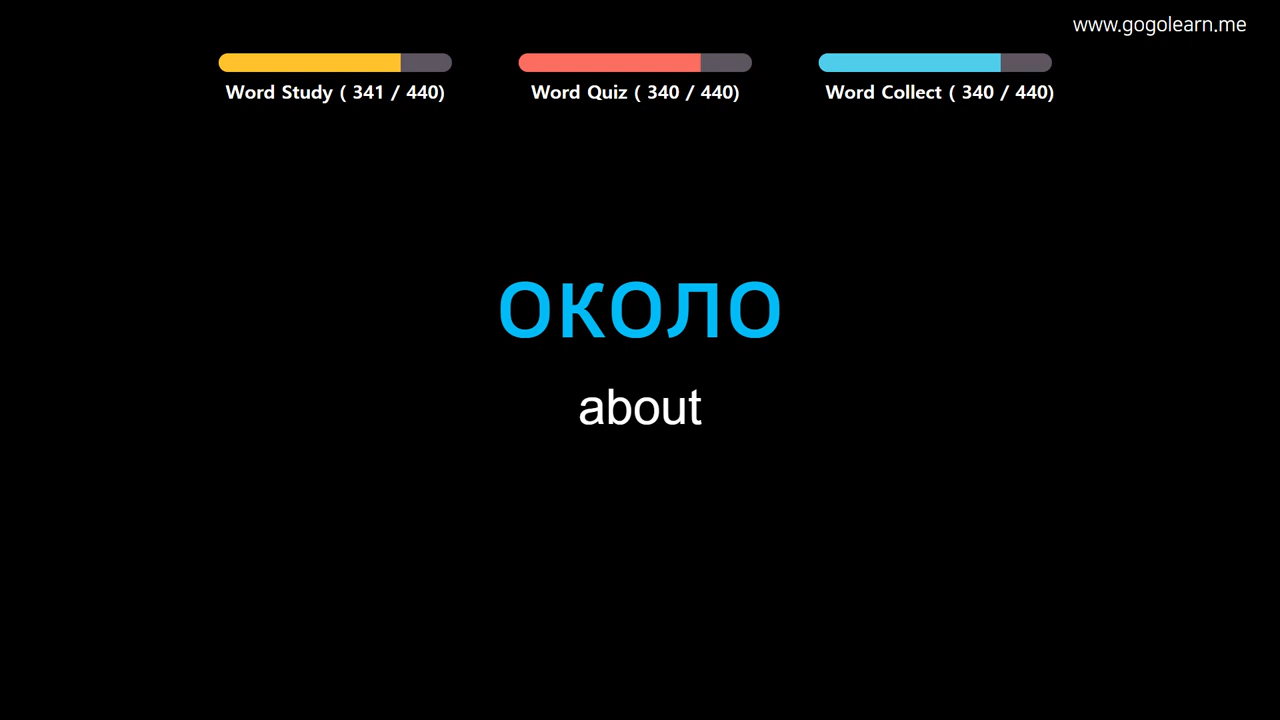 www.gogolearn.me
Word Study ( 341 / 440)
Word Quiz ( 340 / 440)
Word Collect ( 340 / 440)
около
about